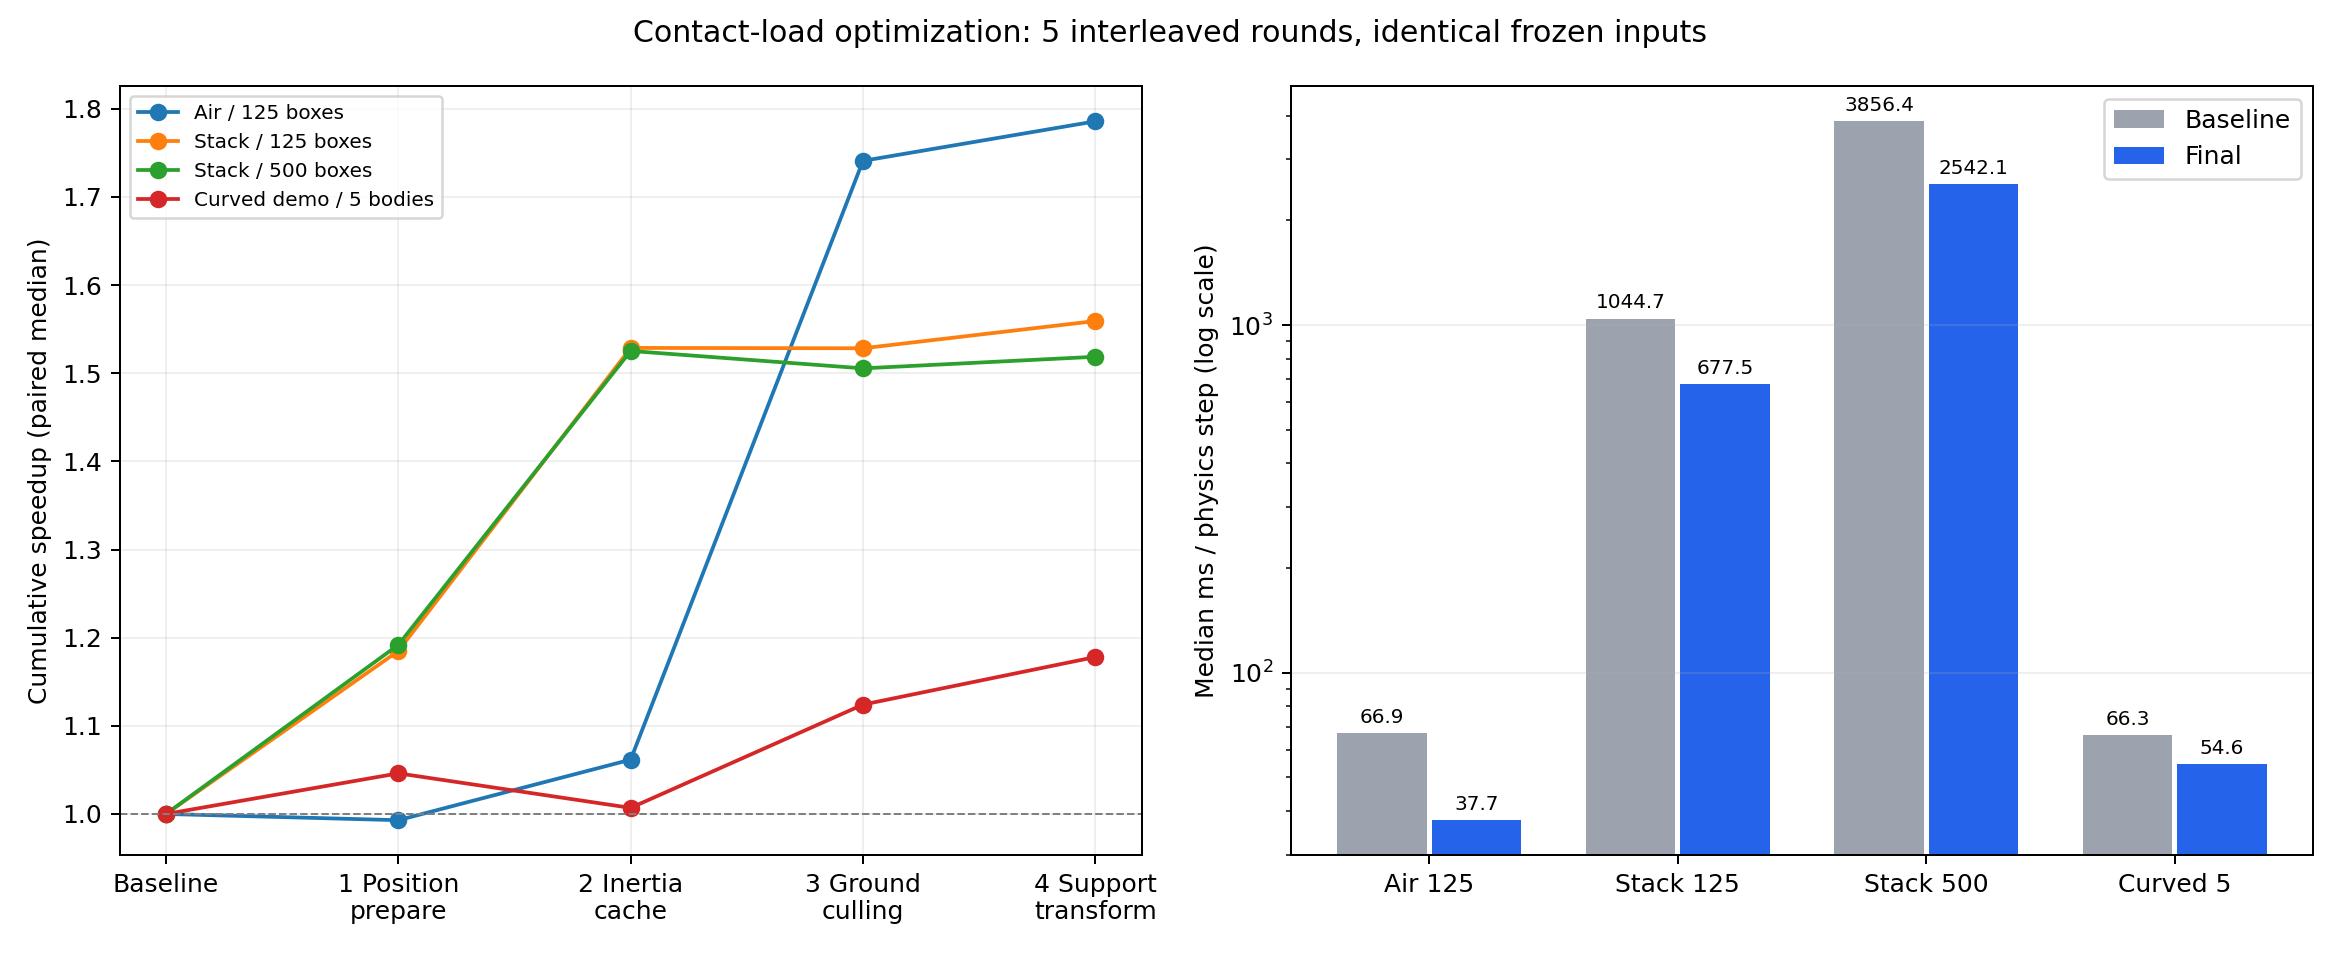 Contact-load optimization: 5 interleaved rounds, identical frozen inputs
Cumulative speedup (paired median)
1.8
1.7
1.6
1.5
1.4
1.3
1.2
1.1
1.0
Air / 125 boxes
Stack / 125 boxes
Stack / 500 boxes
Curved demo / 5 bodies
Baseline
1 Position
prepare
2 Inertia
cache
3 Ground
culling
4 Support
transform
Median ms / physics step (log scale)
10³
10²
Baseline
Final
66.9
37.7
1044.7
677.5
3856.4
2542.1
66.3
54.6
Air 125
Stack 125
Stack 500
Curved 5